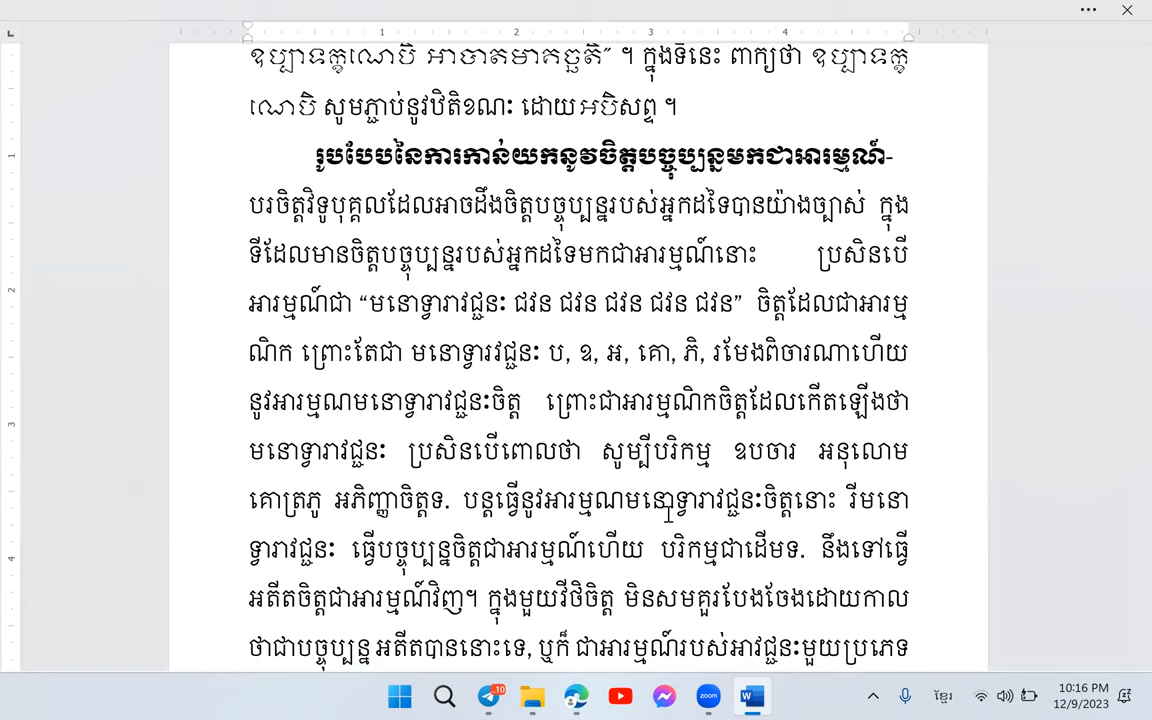 ឧប្បាទក្ខណេបិ អាបាតមាគច្ឆតិ” ។ ក្នុងទីនេះ ពាក្យថា ឧប្បាទក្ខ
ណេបិ សូមភ្ជាប់នូវឋិតិខណៈ ដោយអបិសព្ទ ។
រូបបែបនៃការកាន់យកនូវចិត្តបច្ចុប្បន្នមកជាអារម្មណ៍-
បរចិត្តវិទូបុគ្គលដែលអាចដឹងចិត្តបច្ចុប្បន្នរបស់អ្នកដទៃបានយ៉ាងច្បាស់ ក្នុង
ទីដែលមានចិត្តបច្ចុប្បន្នរបស់អ្នកដទៃមកជាអារម្មណ៍នោះ ប្រសិនបើ
អារម្មណ៍ជា “មនោទ្វារាវជ្ជនៈ ជវន ជវន ជវន ជវន ជវន” ចិត្តដែលជាអារម្ម
ណិក ព្រោះតែជា មនោទ្វារវជ្ជនៈ ប, ឧ, អ, គោ, ភិ, រមែងពិចារណាហើយ
នូវអារម្មណមនោទ្វារាវជ្ជនៈចិត្ត ព្រោះជាអារម្មណិកចិត្តដែលកើតឡើងថា
មនោទ្វារាវជ្ជនៈ ប្រសិនបើពោលថា សូម្បីបរិកម្ម ឧបចារ អនុលោម
គោត្រភូ អភិញ្ញាចិត្តទ. បន្តធ្វើនូវអារម្មណមនោទ្វារាវជ្ជនៈចិត្តនោះ រីមនោ
ទ្វារាវជ្ជនៈ ធ្វើបច្ចុប្បន្នចិត្តជាអារម្មណ៍ហើយ បរិកម្មជាដើមទ. នឹងទៅធ្វើ
អតីតចិត្តជាអារម្មណ៍វិញ។ ក្នុងមួយវីថិចិត្ត មិនសមគួរបែងចែងដោយកាល
ថាជាបច្ចុប្បន្ន អតីតបាននោះទេ, ឬក៏ ជាអារម្មណ៍របស់អាវជ្ជនៈមួយប្រភេទ
10
zoom
W
ខ្មែរ
10:16 PM
12/9/2023